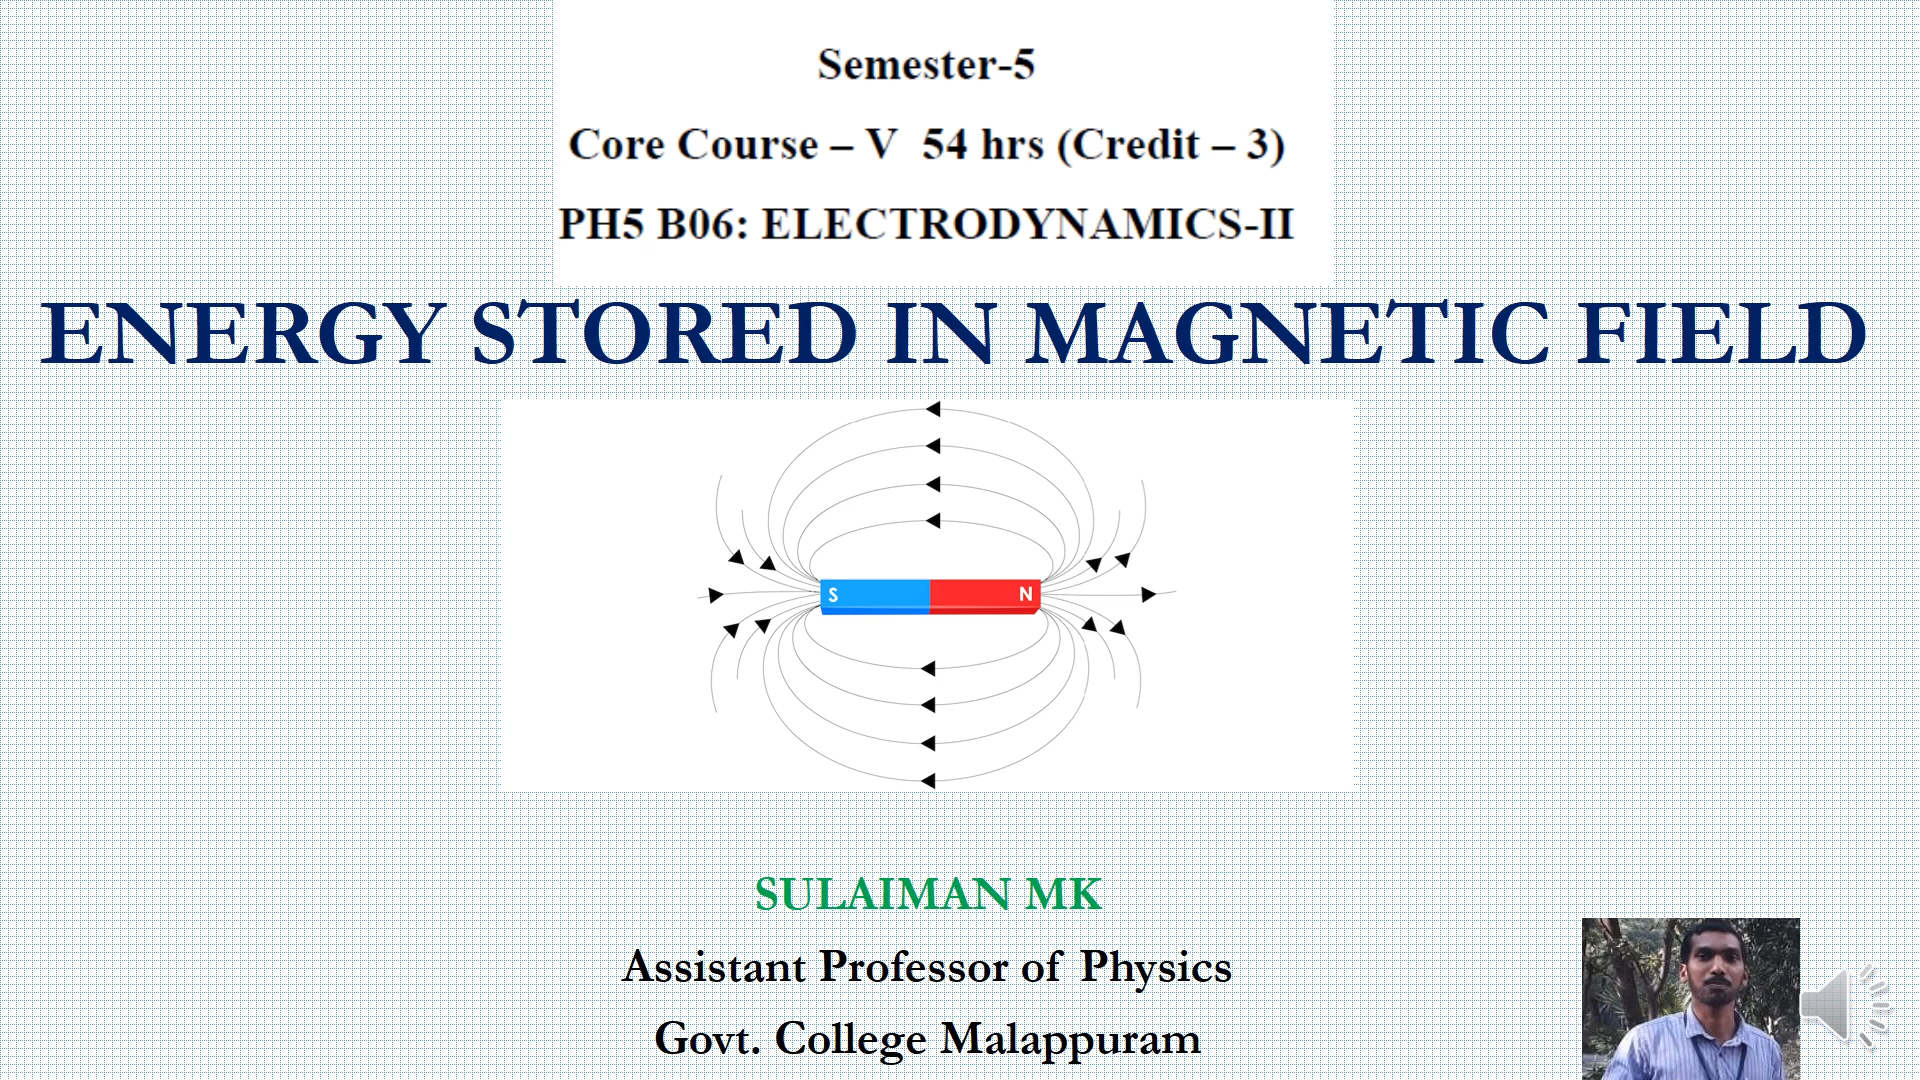 Semester-5
Core Course – V 54 hrs (Credit – 3)
PH5 B06: ELECTRODYNAMICS-II
ENERGY STORED IN MAGNETIC FIELD
S N
SULAIMAN MK
Assistant Professor of Physics
Govt. College Malappuram